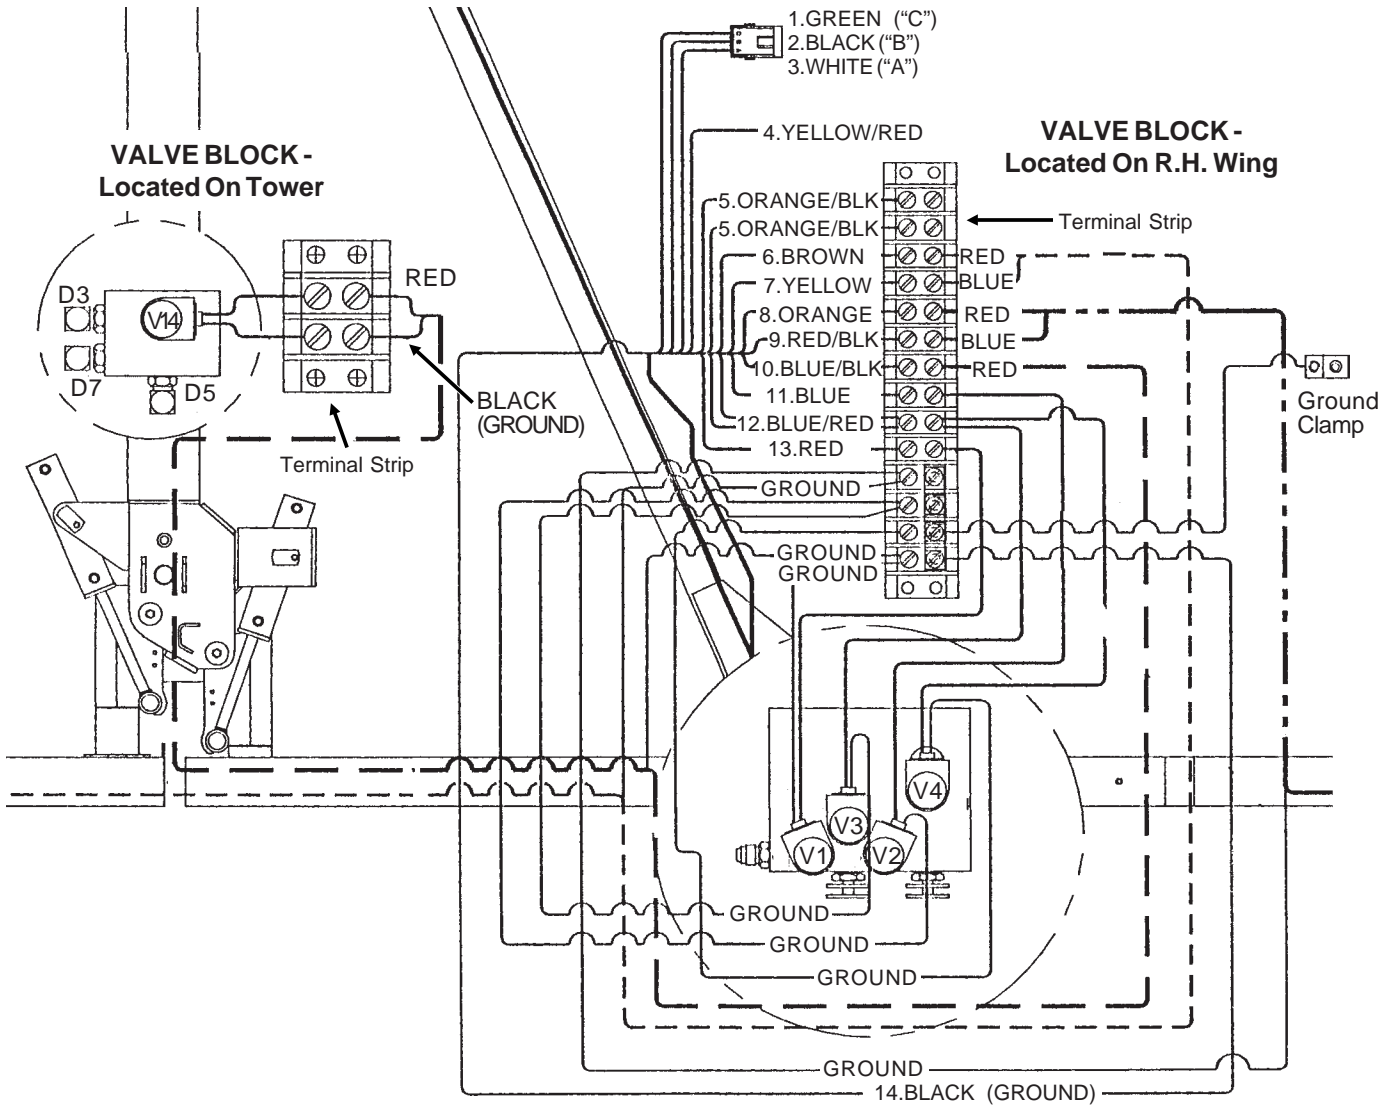 1.GREEN ("C")
2.BLACK ("B")
3.WHITE ("A")
4.YELLOW/RED
VALVE BLOCK -
Located On Tower
VALVE BLOCK -
Located On R.H. Wing
5.ORANGE/BLK
Terminal Strip
5.ORANGE/BLK
6.BROWN
RED
7.YELLOW
BLUE
RED
8.ORANGE
RED
9.RED/BLK
BLUE
10.BLUE/BLK
RED
11.BLUE
12.BLUE/RED
13.RED
D3
V14
D7
D5
BLACK
(GROUND)
Terminal Strip
Ground
Clamp
GROUND
GROUND
GROUND
V4
V3
V1
V2
GROUND
GROUND
GROUND
GROUND
14.BLACK (GROUND)